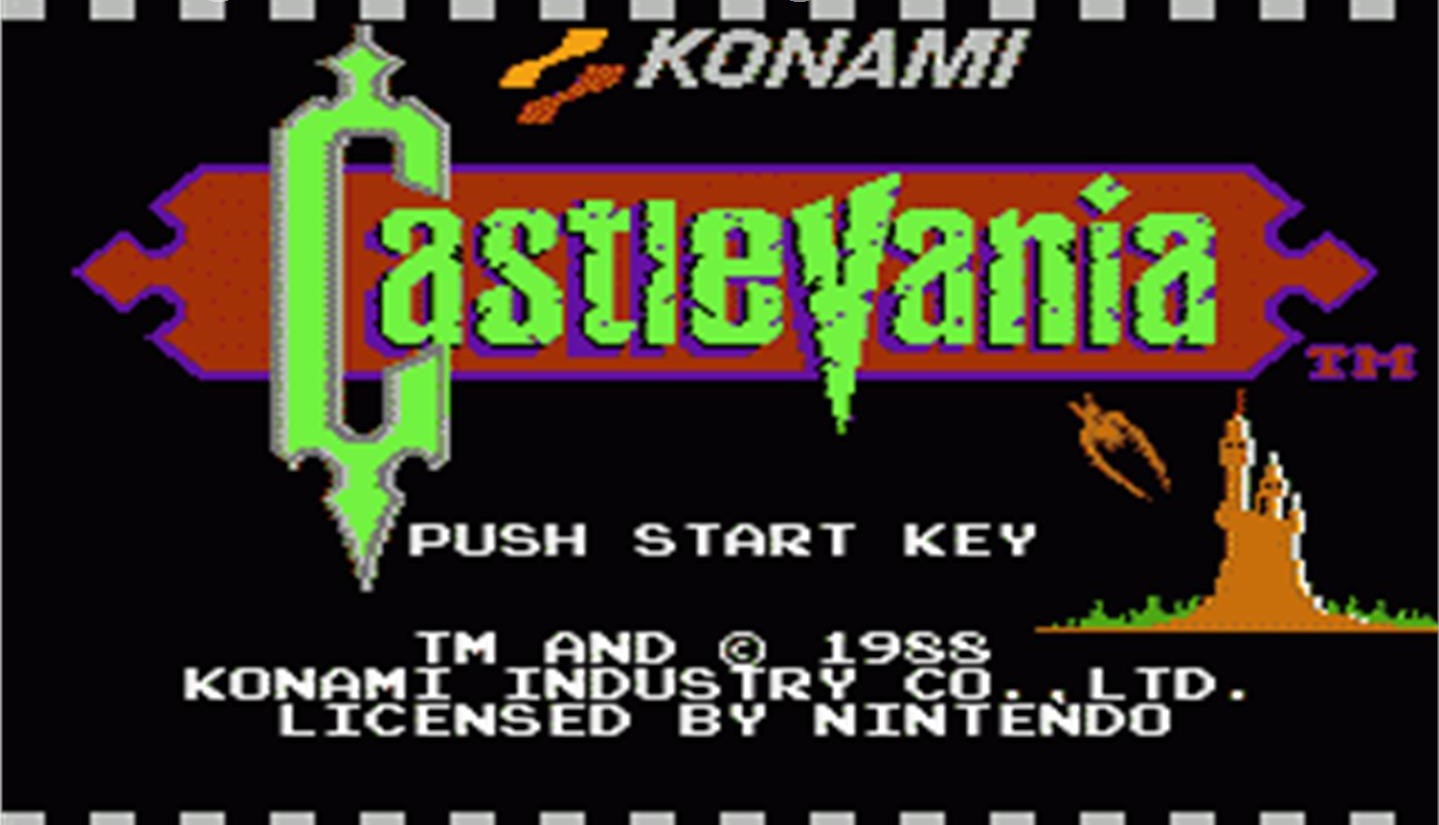 KONAMI
Castlevania
TM
PUSH START KEY
TM AND © 1988
KONAMI INDUSTRY CO.,LTD.
LICENSED BY NINTENDO